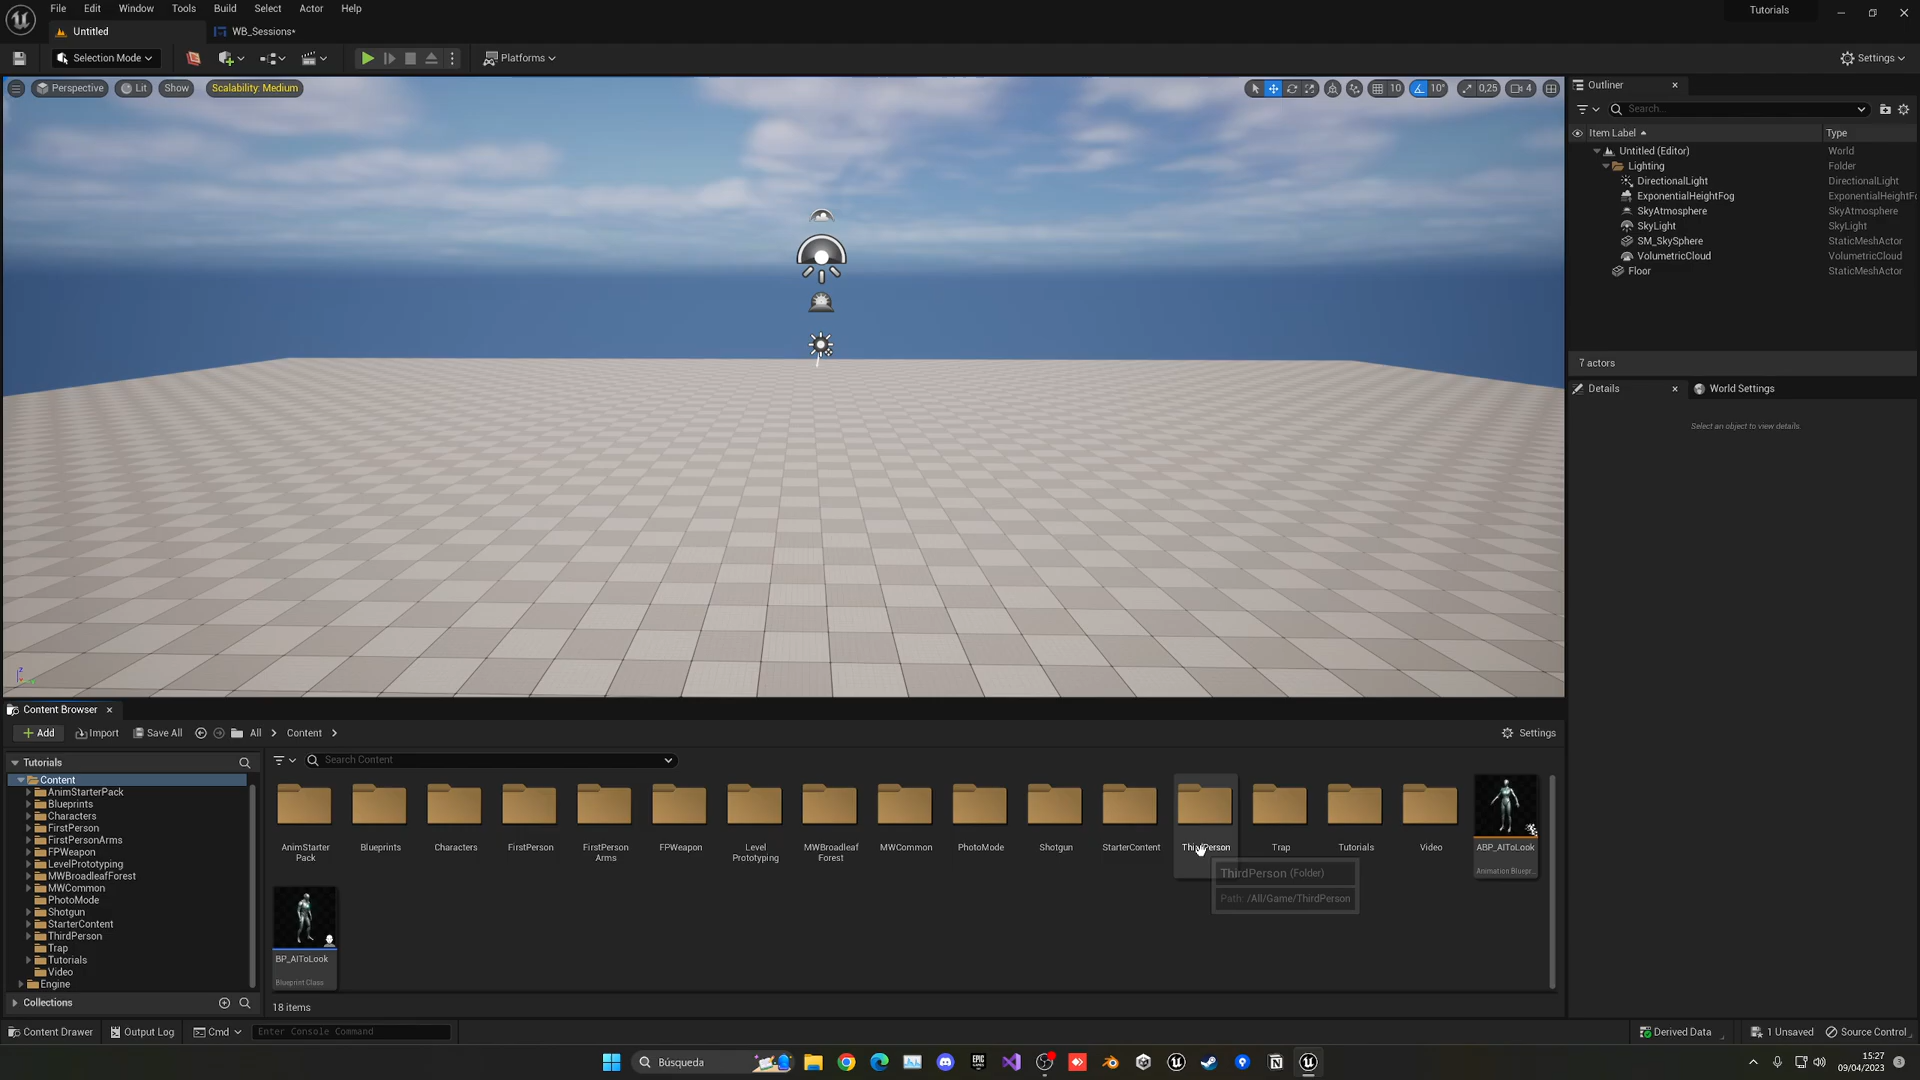 File Edit Window Tools Build Select Actor Help
Tutorials
Untitled
WB_Sessions*
Selection Mode
Platforms
Settings
Perspective
Lit
Show
Scalability: Medium
10
10°
0,25
4
Outliner
Search...
Item Label
Type
Untitled (Editor)
World
Lighting
Folder
DirectionalLight
DirectionalLight
ExponentialHeightFog
ExponentialHeightFo
SkyAtmosphere
SkyAtmosphere
SkyLight
SkyLight
SM_SkySphere
StaticMeshActor
VolumetricCloud
VolumetricCloud
Floor
StaticMeshActor
7 actors
Details
World Settings
Select an object to view details.
Content Browser
Add
Import
Save All
All
Content
Settings
Tutorials
Search Content
Content
AnimStarterPack
Blueprints
Characters
FirstPerson
FirstPersonArms
FPWeapon
LevelPrototyping
MWBroadleafForest
MWCommon
PhotoMode
Shotgun
StarterContent
ThirdPerson
Trap
Tutorials
Video
Engine
Collections
AnimStarter
Pack
Blueprints
Characters
FirstPerson
FirstPerson
Arms
FPWeapon
Level
Prototyping
MWBroadleaf
Forest
MWCommon
PhotoMode
Shotgun
StarterContent
ThirdPerson
Trap
Tutorials
Video
ABP_AIToLook
Animation Bluepr...
ThirdPerson (Folder)
Path: /All/Game/ThirdPerson
BP_AIToLook
Blueprint Class
18 items
Content Drawer
Output Log
Cmd
Enter Console Command
Derived Data
1 Unsaved
Source Control
Búsqueda
15:27
09/04/2023
3